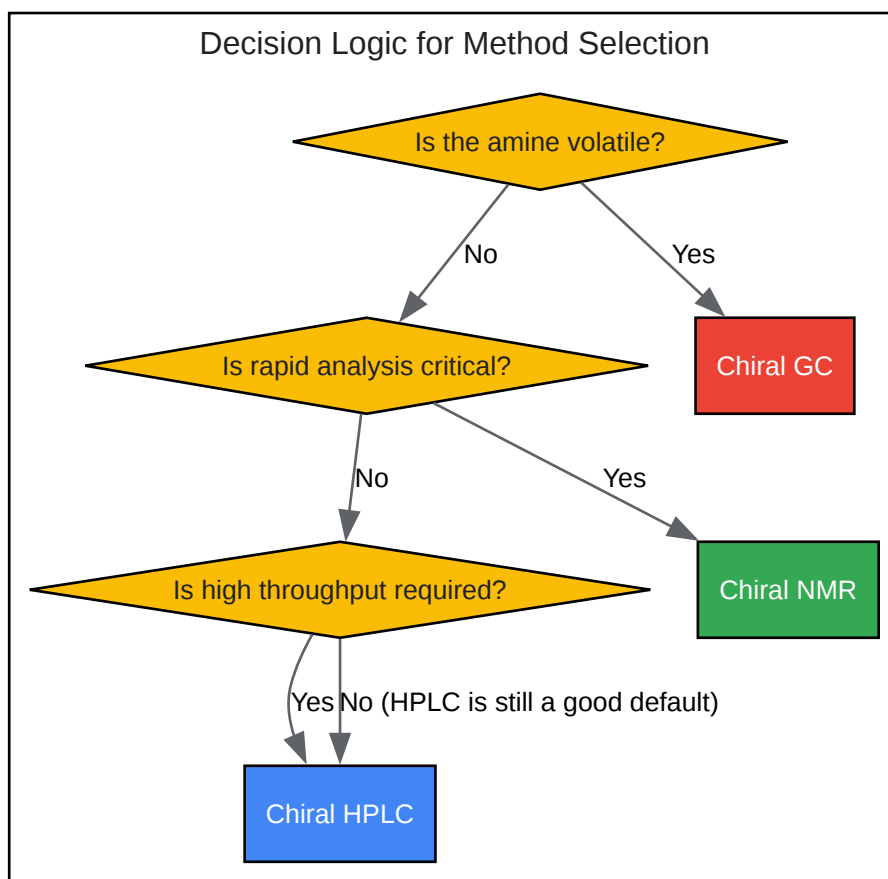 Decision Logic for Method Selection
Is the amine volatile?
No
Yes
Is rapid analysis critical?
Chiral GC
No
Yes
Is high throughput required?
Chiral NMR
Yes
No (HPLC is still a good default)
Chiral HPLC